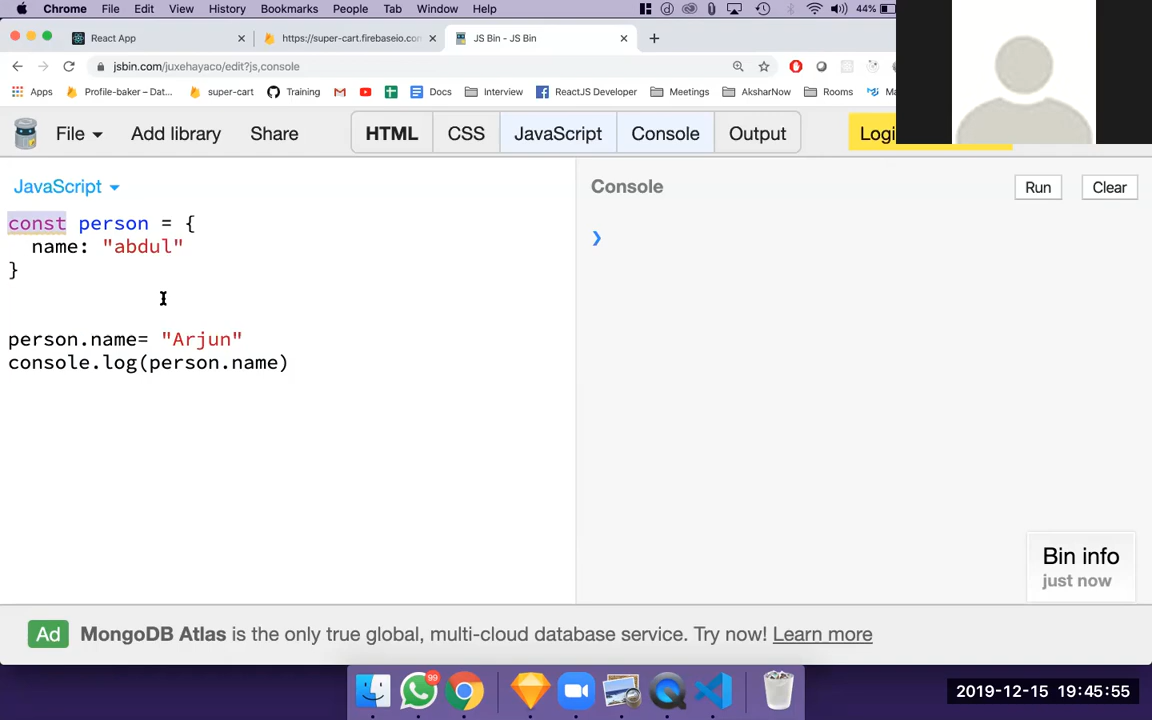 Chrome File Edit View History Bookmarks People Tab Window Help 44%
React App https://super-cart.firebaseio.com JS Bin - JS Bin
jsbin.com/juxehayaco/edit?js,console
Apps Profile-baker – Dat... super-cart Training Docs Interview ReactJS Developer Meetings AksharNow Rooms Ma
File Add library Share HTML CSS JavaScript Console Output Logi
JavaScript
const person = {
name: "abdul"
}
person.name= "Arjun"
console.log(person.name)
Console Run Clear
Bin info
just now
Ad MongoDB Atlas is the only true global, multi-cloud database service. Try now! Learn more
99
2019-12-15 19:45:55